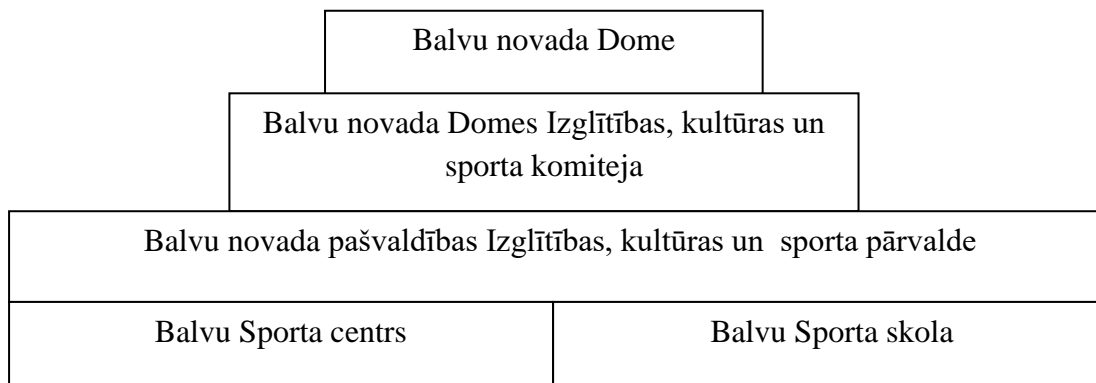 Balvu novada Dome
Balvu novada Domes Izglītības, kultūras un
sporta komiteja
Balvu novada pašvaldības Izglītības, kultūras un  sporta pārvalde
Balvu Sporta centrs
Balvu Sporta skola